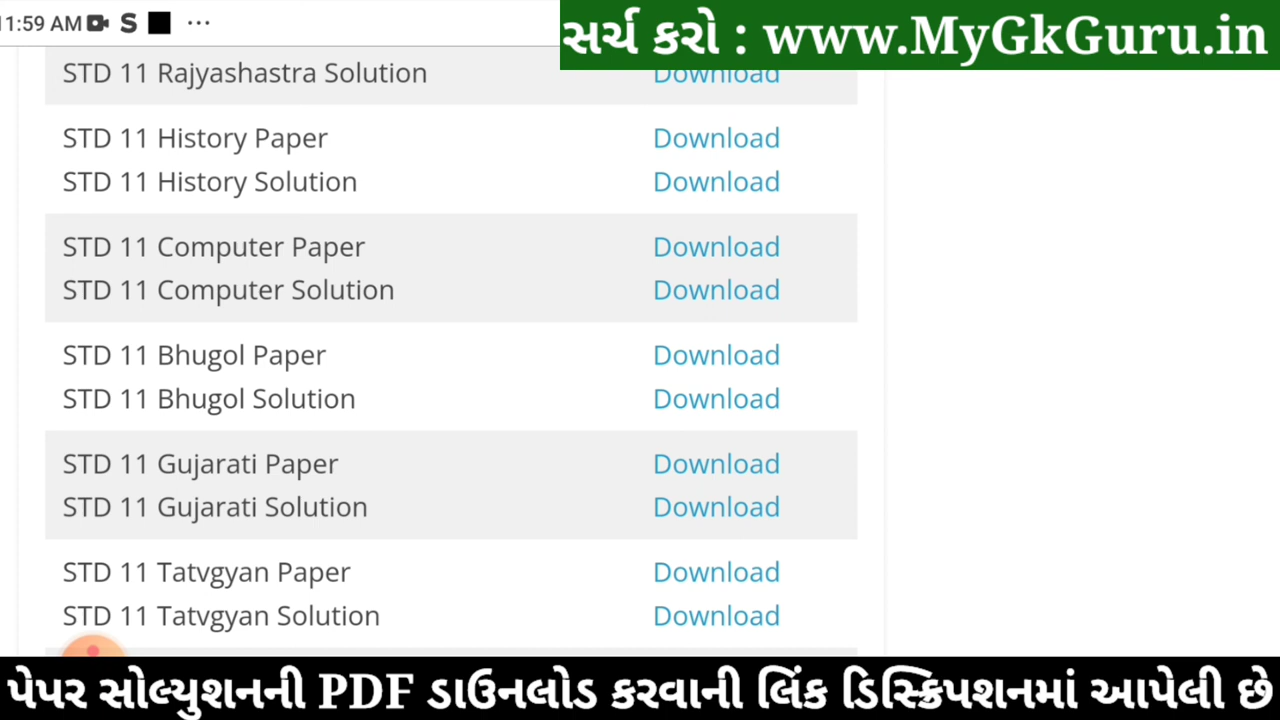 11:59 AM S ...
સર્ચ કરો : www.MyGkGuru.in
STD 11 Rajyashastra Solution Download
STD 11 History Paper Download
STD 11 History Solution Download
STD 11 Computer Paper Download
STD 11 Computer Solution Download
STD 11 Bhugol Paper Download
STD 11 Bhugol Solution Download
STD 11 Gujarati Paper Download
STD 11 Gujarati Solution Download
STD 11 Tatvgyan Paper Download
STD 11 Tatvgyan Solution Download
પેપર સોલ્યુશનની PDF ડાઉનલોડ કરવાની લિંક ડિસ્ક્રિપશનમાં આપેલી છે